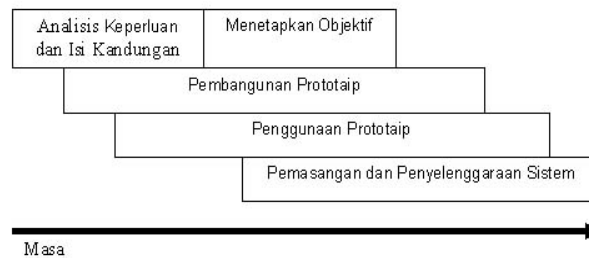 Analisis Keperluan
dan Isi Kandungan
Menetapkan Objektif
Pembangunan Prototaip
Penggunaan Prototaip
Pemasangan dan Penyelenggaraan Sistem
Masa